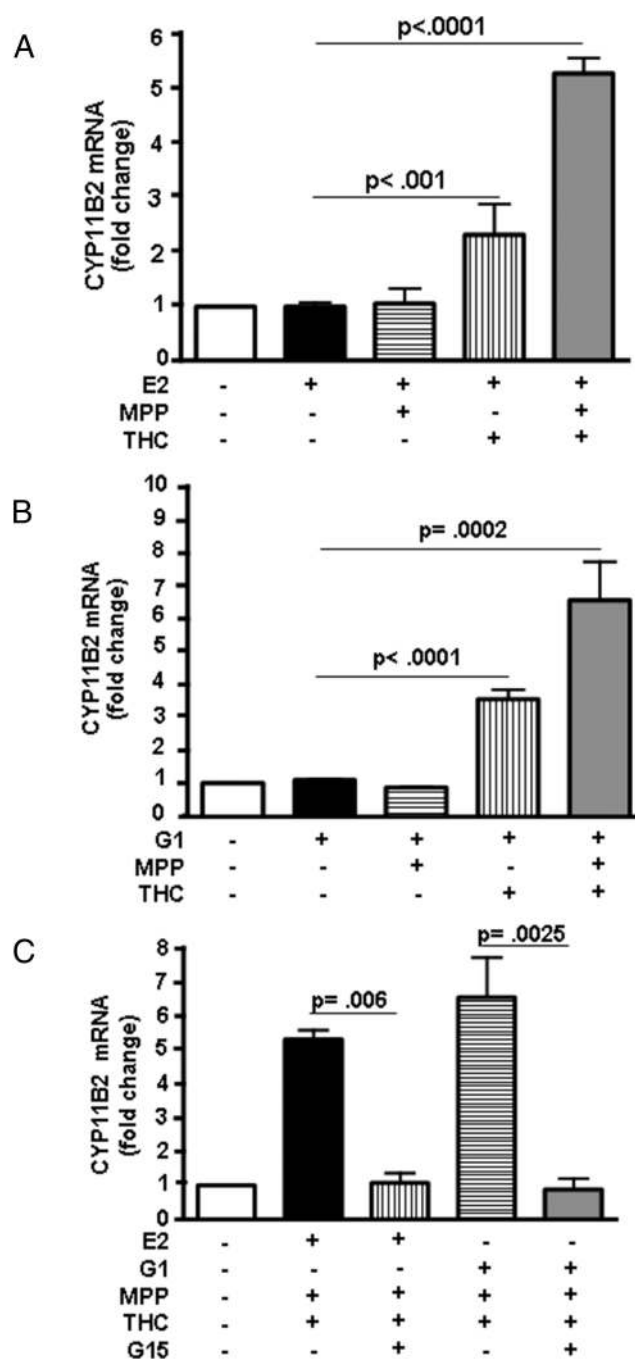 A
CYP11B2 mRNA
(fold change)
6
5
4
3
2
1
0
p<.0001
p< .001
E2 - + + + +
MPP - - + - +
THC - - - + +
B
CYP11B2 mRNA
(fold change)
10
9
8
7
6
5
4
3
2
1
0
p= .0002
p< .0001
G1 - + + + +
MPP - - + - +
THC - - - + +
C
CYP11B2 mRNA
(fold change)
8
7
6
5
4
3
2
1
0
p= .0025
p= .006
E2 - + + - -
G1 - - - + +
MPP - + + + +
THC - + + + +
G15 - - + - +